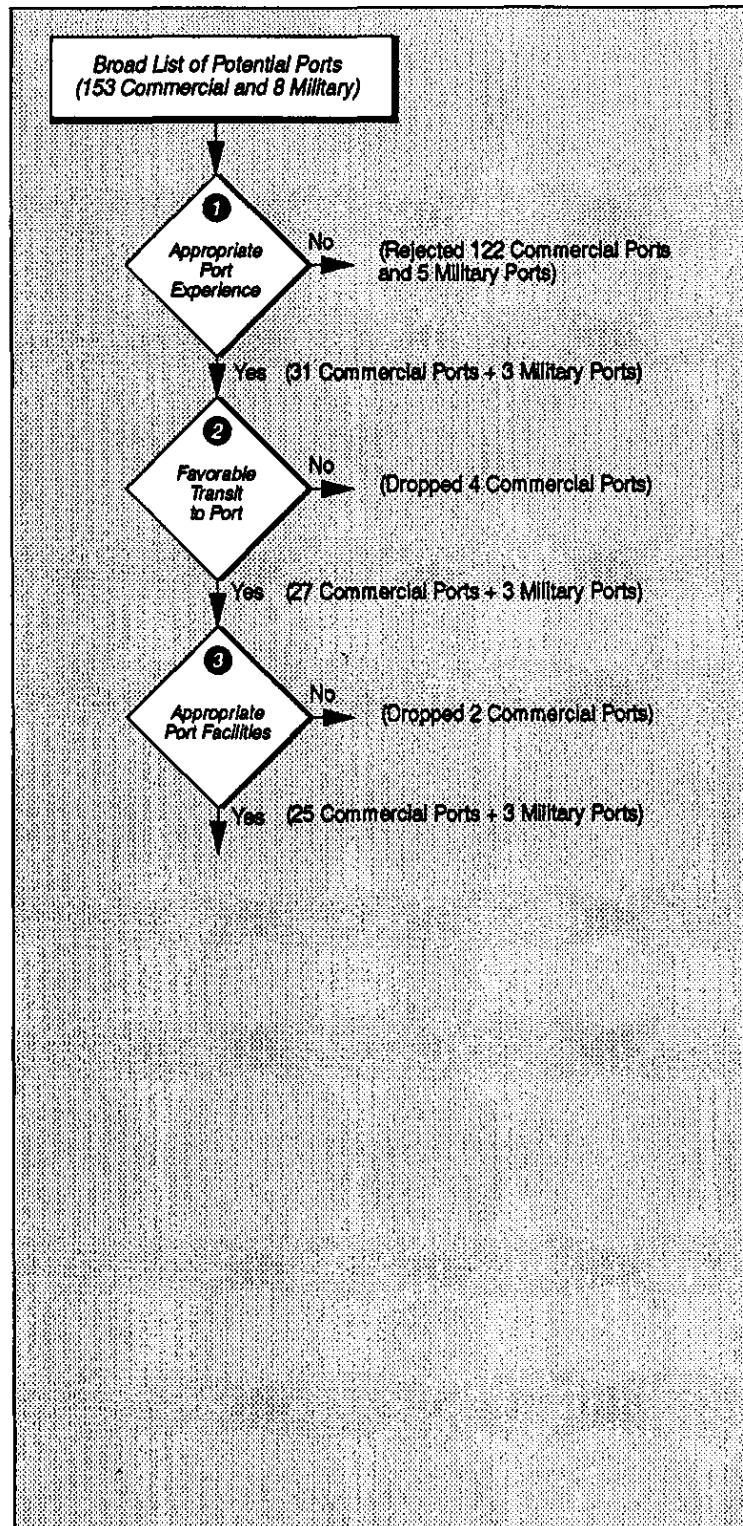 Broad List of Potential Ports
(153 Commercial and 8 Military)
1
Appropriate
Port
Experience
No
(Rejected 122 Commercial Ports
and 5 Military Ports)
Yes (31 Commercial Ports + 3 Military Ports)
2
Favorable
Transit
to Port
No
(Dropped 4 Commercial Ports)
Yes (27 Commercial Ports + 3 Military Ports)
3
Appropriate
Port Facilities
No
(Dropped 2 Commercial Ports)
Yes (25 Commercial Ports + 3 Military Ports)